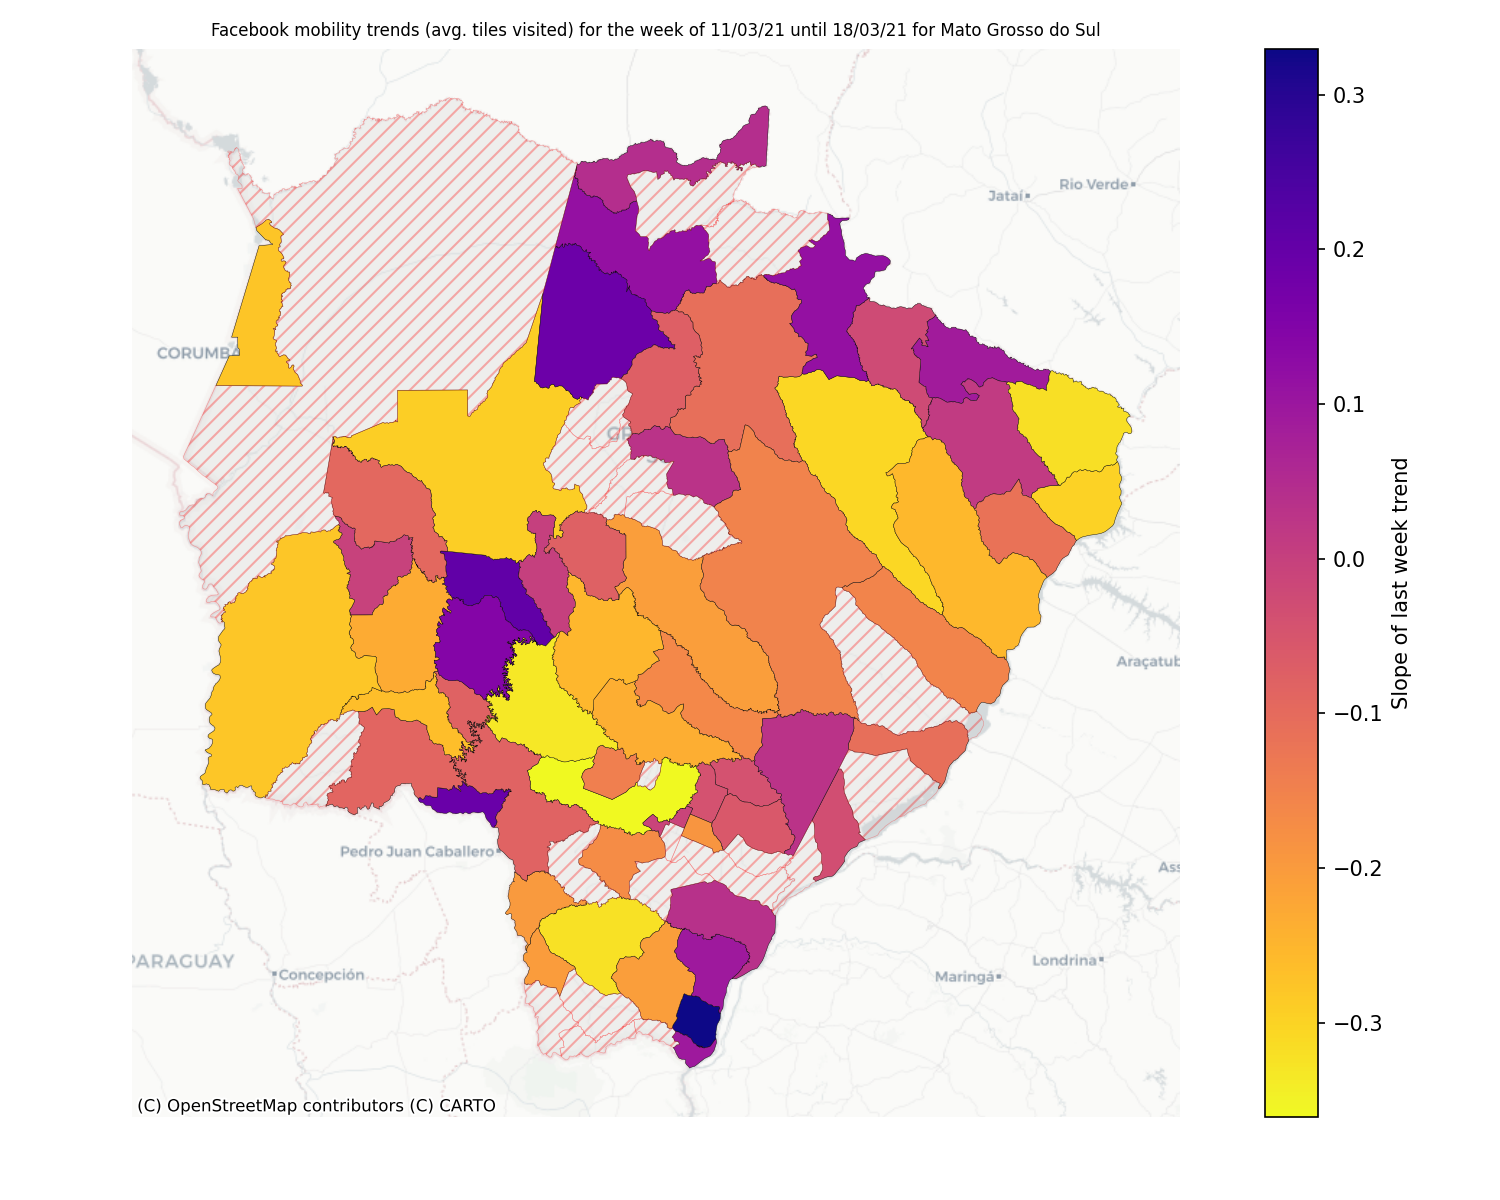 Facebook mobility trends (avg. tiles visited) for the week of 11/03/21 until 18/03/21 for Mato Grosso do Sul
Rio Verde
Jataí
CORUMBÁ
Araçatub
Pedro Juan Caballero
Ass
PARAGUAY
Concepción
Londrina
Maringá
(C) OpenStreetMap contributors (C) CARTO
0.3
0.2
0.1
0.0
−0.1
−0.2
−0.3
Slope of last week trend